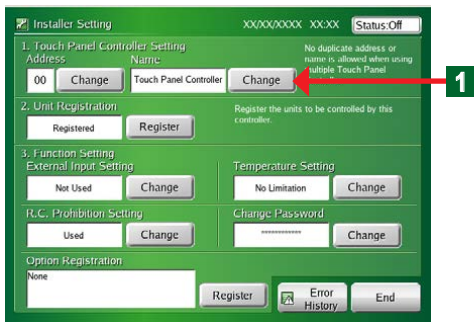 Installer Setting XX/XX/XXXX XX:XX Status:Off
1. Touch Panel Controller Setting
Address Name
No duplicate address or
name is allowed when using
multiple Touch Panel
00 Change Touch Panel Controller Change
1
2. Unit Registration
Register the units to be controlled by this
controller.
Registered Register
3. Function Setting
External Input Setting Temperature Setting
Not Used Change No Limitation Change
R.C. Prohibition Setting Change Password
Used Change ************ Change
Option Registration
None
Register Error
History End